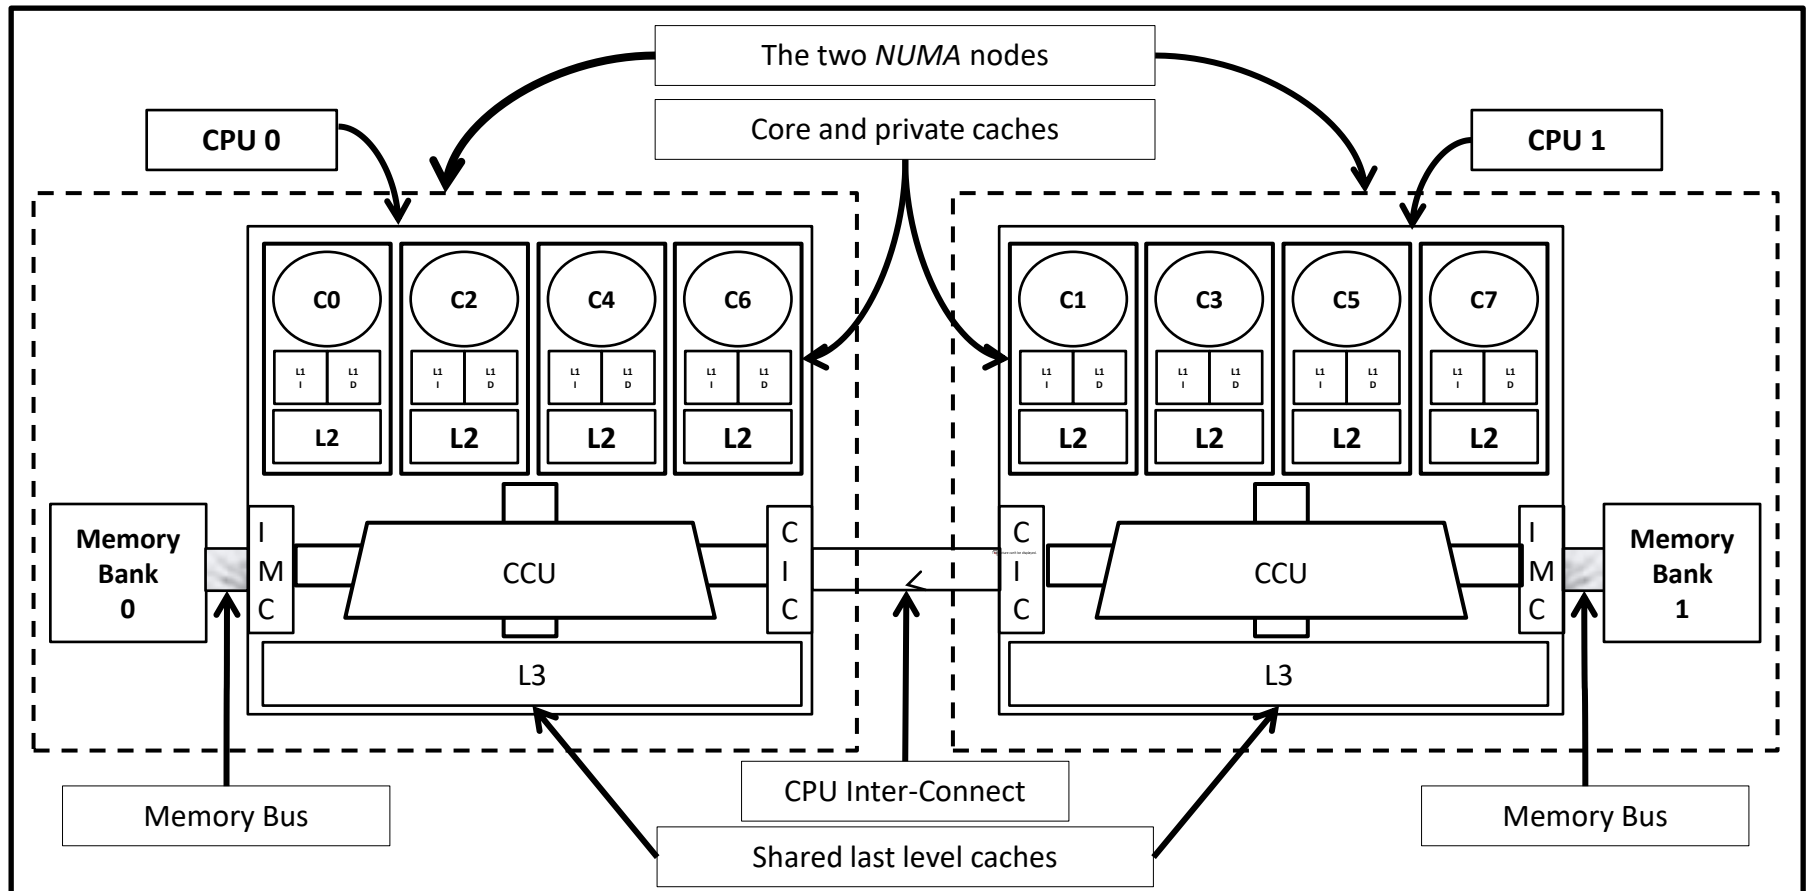 The two NUMA nodes
Core and private caches
CPU 0
CPU 1
C0
C2
C4
C6
C1
C3
C5
C7
L1
I
L1
D
L1
I
L1
D
L1
I
L1
D
L1
I
L1
D
L1
I
L1
D
L1
I
L1
D
L1
I
L1
D
L1
I
L1
D
L2
L2
L2
L2
L2
L2
L2
L2
Memory
Bank
0
I
M
C
CCU
C
I
C
C
I
C
CCU
I
M
C
Memory
Bank
1
L3
L3
CPU Inter-Connect
Memory Bus
Memory Bus
Shared last level caches